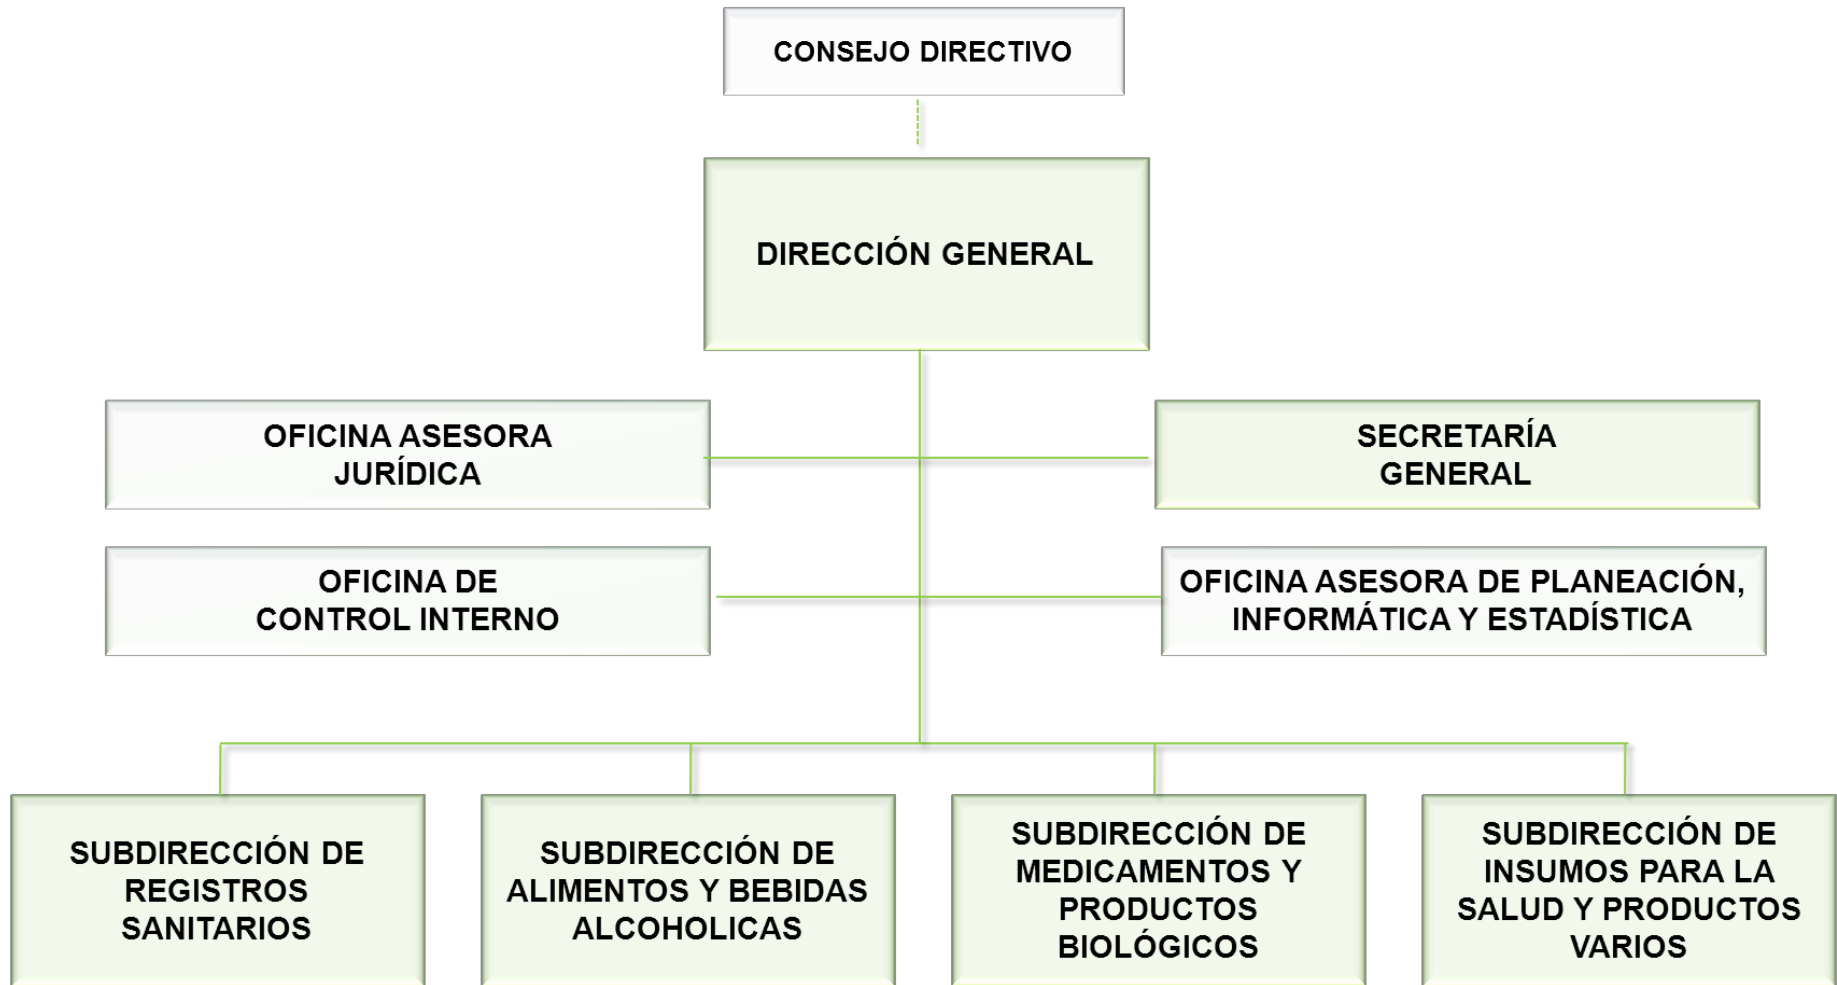 CONSEJO DIRECTIVO
DIRECCIÓN GENERAL
OFICINA ASESORA
JURÍDICA
SECRETARÍA
GENERAL
OFICINA DE
CONTROL INTERNO
OFICINA ASESORA DE PLANEACIÓN,
INFORMÁTICA Y ESTADÍSTICA
SUBDIRECCIÓN DE
REGISTROS
SANITARIOS
SUBDIRECCIÓN DE
ALIMENTOS Y BEBIDAS
ALCOHOLICAS
SUBDIRECCIÓN DE
MEDICAMENTOS Y
PRODUCTOS
BIOLÓGICOS
SUBDIRECCIÓN DE
INSUMOS PARA LA
SALUD Y PRODUCTOS
VARIOS